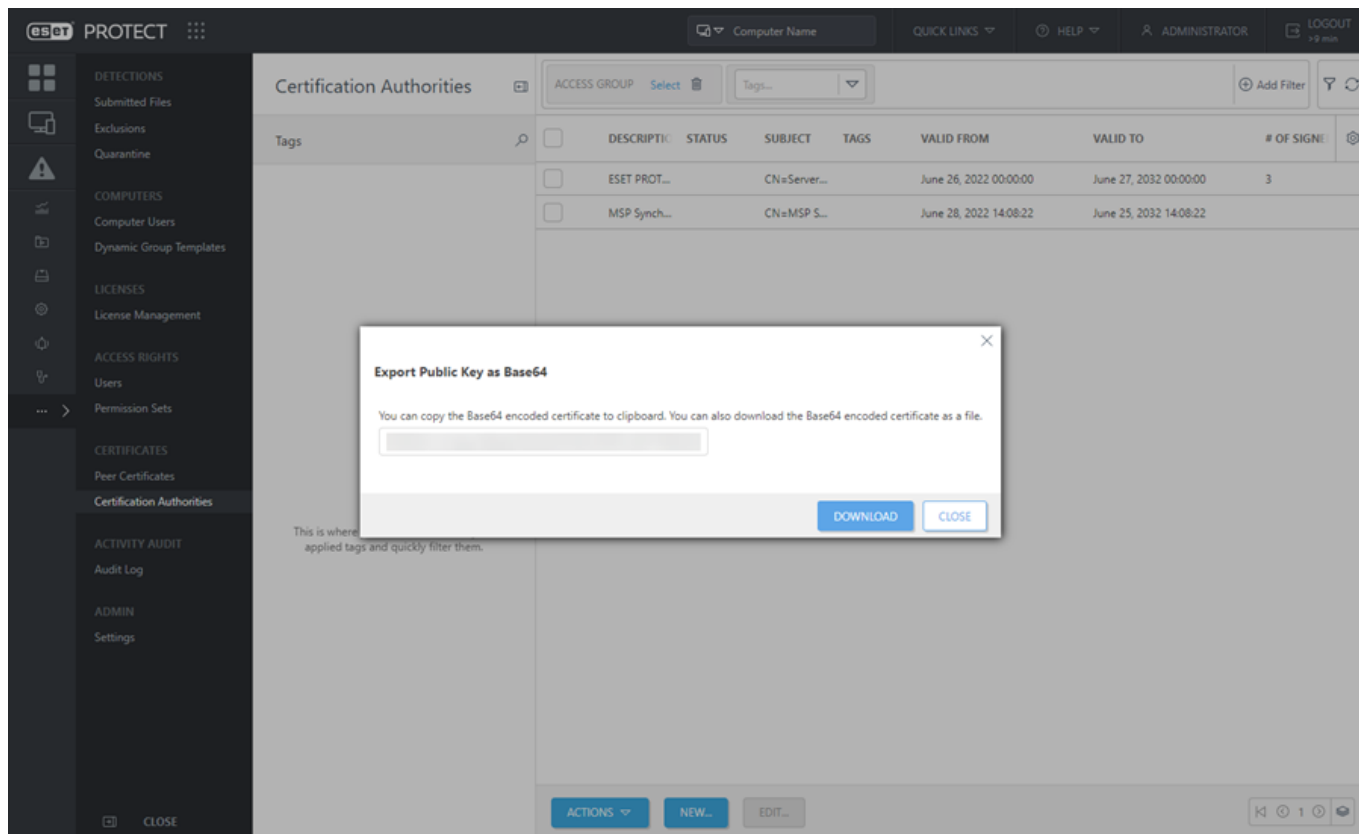 eset PROTECT
Computer Name
QUICK LINKS
HELP
ADMINISTRATOR
LOGOUT
>9 min
DETECTIONS
Submitted Files
Exclusions
Quarantine
COMPUTERS
Computer Users
Dynamic Group Templates
LICENSES
License Management
ACCESS RIGHTS
Users
Permission Sets
CERTIFICATES
Peer Certificates
Certification Authorities
ACTIVITY AUDIT
Audit Log
ADMIN
Settings
CLOSE
Certification Authorities
Tags
This is where
applied tags and quickly filter them.
ACCESS GROUP Select Tags... Add Filter
DESCRIPTIC STATUS SUBJECT TAGS VALID FROM VALID TO # OF SIGNE
ESET PROT... CN=Server... June 26, 2022 00:00:00 June 27, 2032 00:00:00 3
MSP Synch... CN=MSP S... June 28, 2022 14:08:22 June 25, 2032 14:08:22
Export Public Key as Base64
You can copy the Base64 encoded certificate to clipboard. You can also download the Base64 encoded certificate as a file.
DOWNLOAD CLOSE
ACTIONS NEW... EDIT... 1